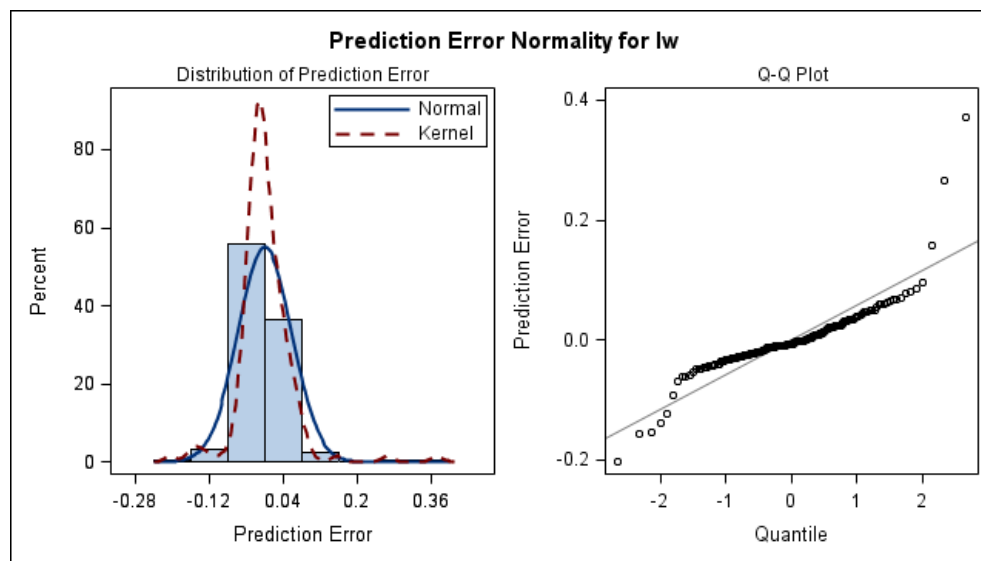 Prediction Error Normality for lw
Distribution of Prediction Error
Normal
Kernel
80
60
40
20
0
Percent
-0.28 -0.12 0.04 0.2 0.36
Prediction Error
Q-Q Plot
0.4
0.2
0.0
-0.2
Prediction Error
-2 -1 0 1 2
Quantile